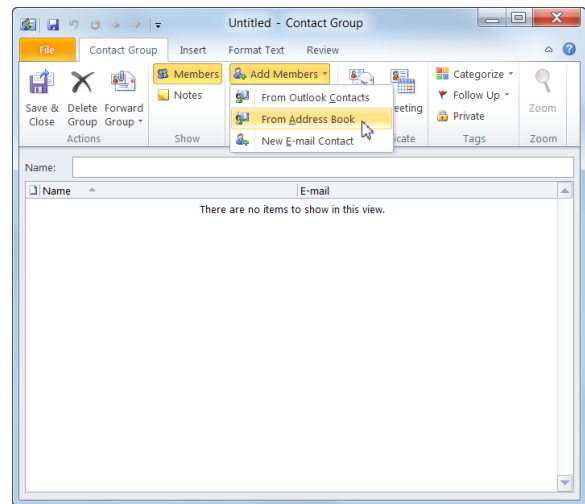 Untitled - Contact Group
File Contact Group Insert Format Text Review
Members Add Members Categorize
Notes From Outlook Contacts Follow Up
Save & Close Delete Group Forward Group From Address Book eeting Private Zoom
New E-mail Contact
Actions Show icate Tags Zoom
Name:
Name E-mail
There are no items to show in this view.